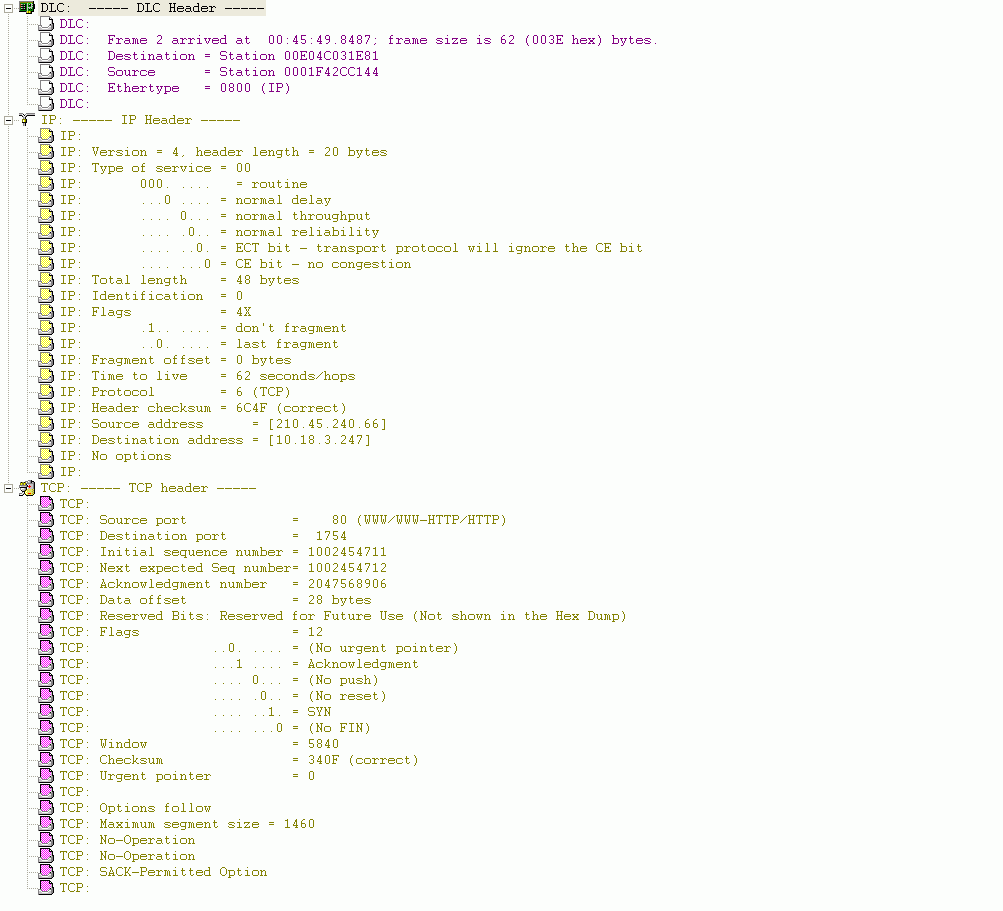 DLC:  ----- DLC Header -----
DLC:
DLC:  Frame 2 arrived at  00:45:49.8487; frame size is 62 (003E hex) bytes.
DLC:  Destination = Station 00E04C031E81
DLC:  Source      = Station 0001F42CC144
DLC:  Ethertype   = 0800 (IP)
DLC:
IP: ----- IP Header -----
IP:
IP: Version = 4, header length = 20 bytes
IP: Type of service = 00
IP:       000. ....   = routine
IP:       ...0 .... = normal delay
IP:       .... 0... = normal throughput
IP:       .... .0.. = normal reliability
IP:       .... ..0. = ECT bit - transport protocol will ignore the CE bit
IP:       .... ...0 = CE bit - no congestion
IP: Total length    = 48 bytes
IP: Identification  = 0
IP: Flags           = 4X
IP:       .1.. .... = don't fragment
IP:       ..0. .... = last fragment
IP: Fragment offset = 0 bytes
IP: Time to live    = 62 seconds/hops
IP: Protocol        = 6 (TCP)
IP: Header checksum = 6C4F (correct)
IP: Source address      = [210.45.240.66]
IP: Destination address = [10.18.3.247]
IP: No options
IP:
TCP: ----- TCP header -----
TCP:
TCP: Source port             =    80 (WWW/WWW-HTTP/HTTP)
TCP: Destination port        =  1754
TCP: Initial sequence number = 1002454711
TCP: Next expected Seq number= 1002454712
TCP: Acknowledgment number   = 2047568906
TCP: Data offset             = 28 bytes
TCP: Reserved Bits: Reserved for Future Use (Not shown in the Hex Dump)
TCP: Flags                   = 12
TCP:               ..0. .... = (No urgent pointer)
TCP:               ...1 .... = Acknowledgment
TCP:               .... 0... = (No push)
TCP:               .... .0.. = (No reset)
TCP:               .... ..1. = SYN
TCP:               .... ...0 = (No FIN)
TCP: Window                  = 5840
TCP: Checksum                = 340F (correct)
TCP: Urgent pointer          = 0
TCP:
TCP: Options follow
TCP: Maximum segment size = 1460
TCP: No-Operation
TCP: No-Operation
TCP: SACK-Permitted Option
TCP: